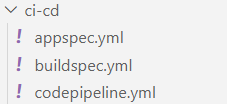 ci-cd
! appspec.yml
! buildspec.yml
! codepipeline.yml